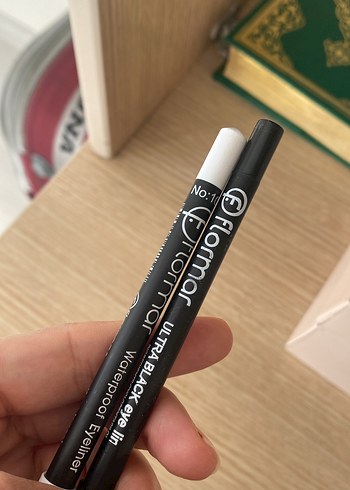 No:1
flormar
Waterproof Eyeliner
flormar
ULTRA BLACK eye lin